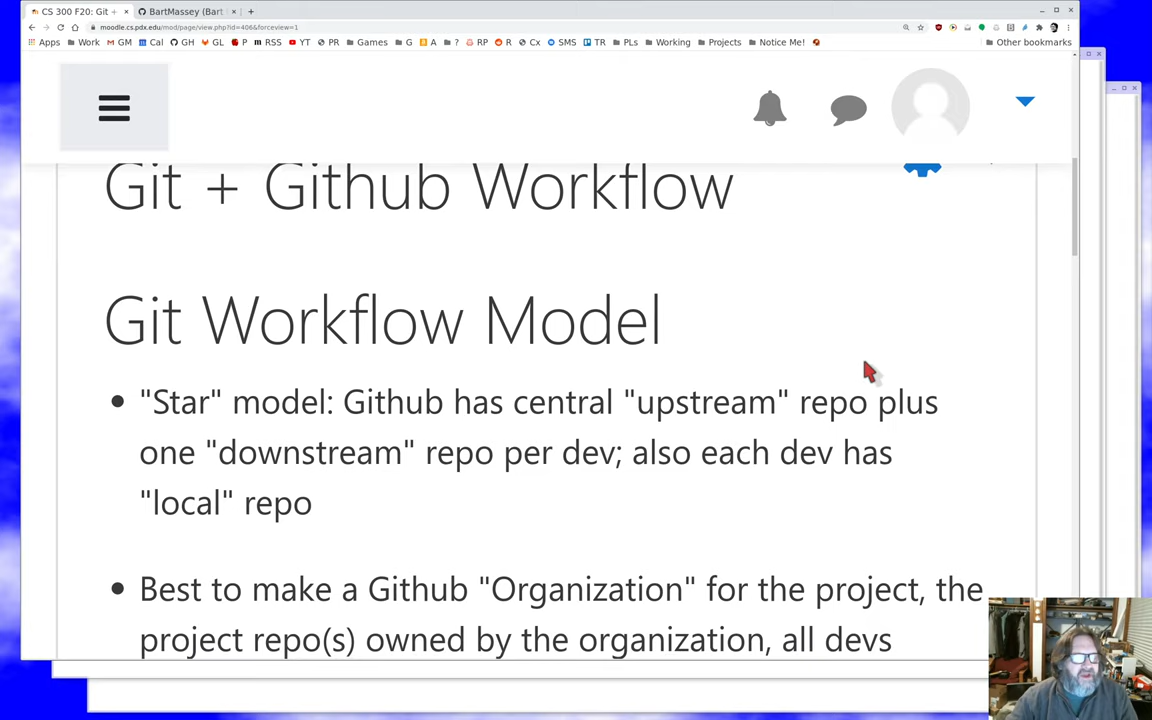 CS 300 F20: Git +
BartMassey (Bart
moodle.cs.pdx.edu/mod/page/view.php?id=406&forceview=1
Apps Work GM Cal GH GL P RSS YT PR Games G A ? RP R Cx SMS TR PLs Working Projects Notice Me! Other bookmarks
Git + Github Workflow
Git Workflow Model
• "Star" model: Github has central "upstream" repo plus
one "downstream" repo per dev; also each dev has
"local" repo
• Best to make a Github "Organization" for the project, the
project repo(s) owned by the organization, all devs